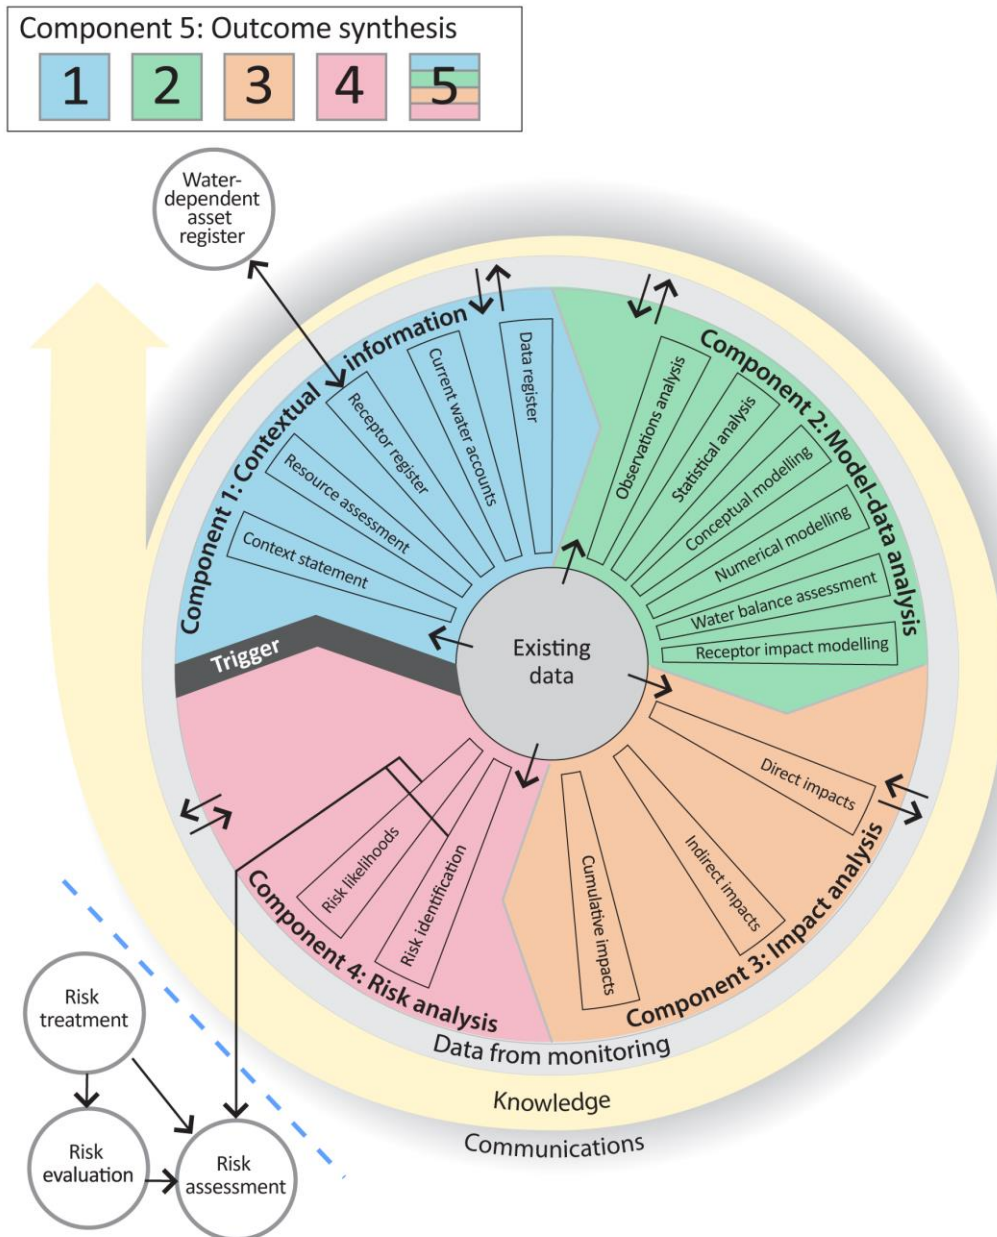 Component 5: Outcome synthesis
1 2 3 4 5
Water-
dependent
asset
register
Component 1: Contextual information
Context statement
Resource assessment
Receptor register
Current water accounts
Data register
Component 2: Model-data analysis
Observations analysis
Statistical analysis
Conceptual modelling
Numerical modelling
Water balance assessment
Receptor impact modelling
Trigger
Existing
data
Component 3: Impact analysis
Direct impacts
Indirect impacts
Cumulative impacts
Component 4: Risk analysis
Risk likelihoods
Risk identification
Data from monitoring
Knowledge
Communications
Risk
treatment
Risk
evaluation
Risk
assessment